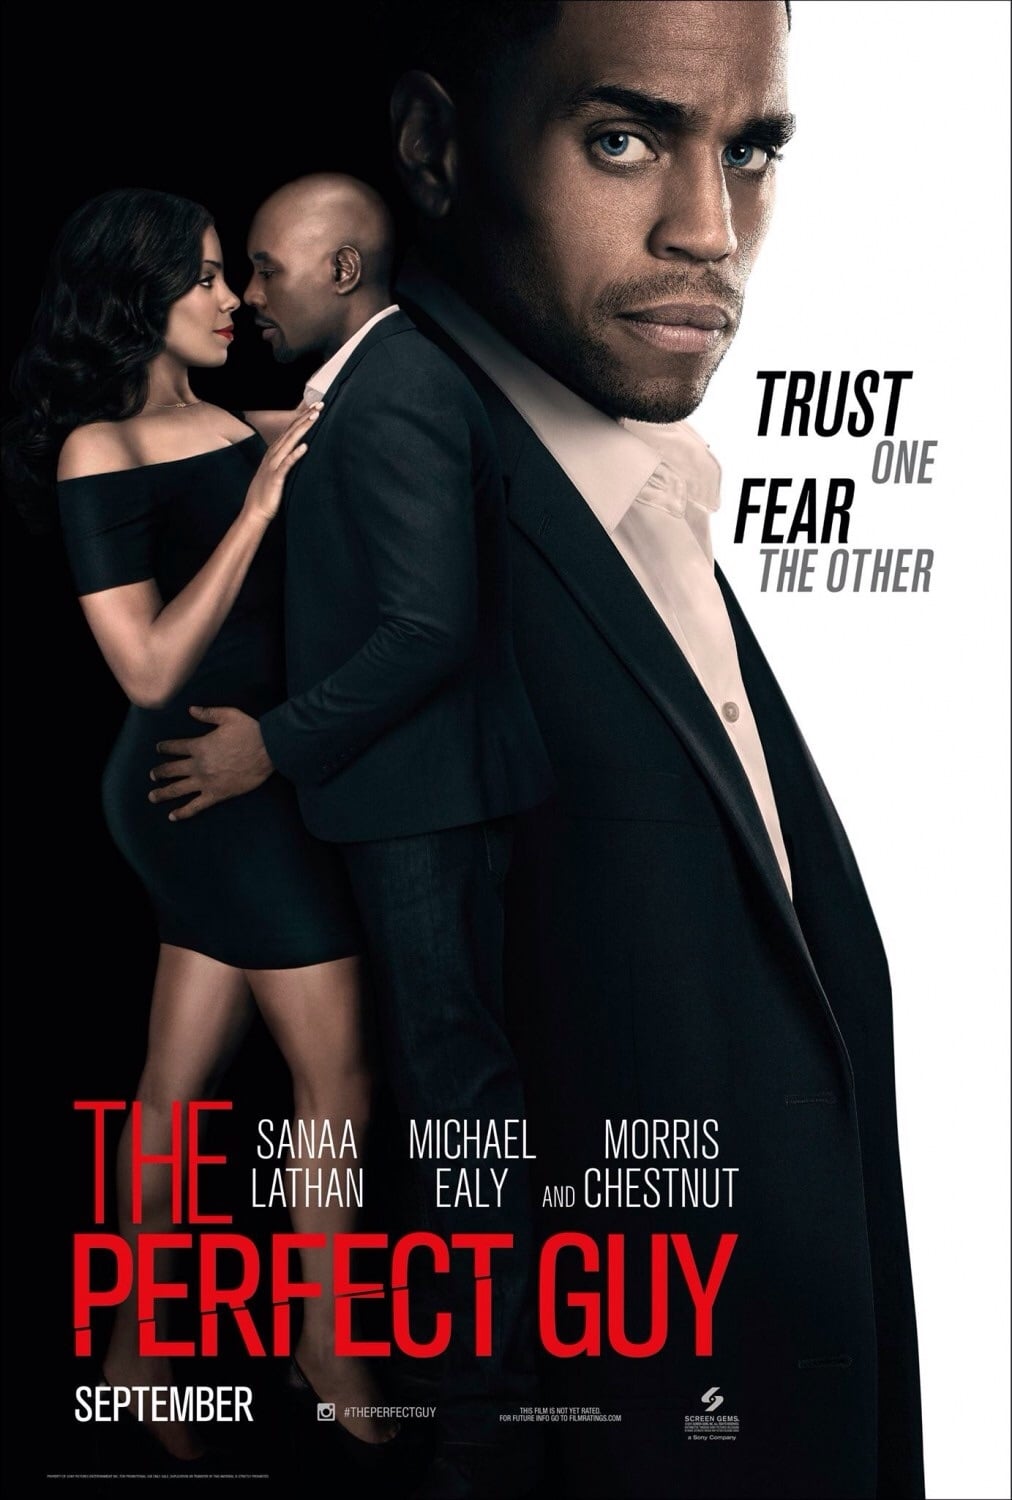 TRUST
ONE
FEAR
THE OTHER
THE
SANAA
LATHAN
MICHAEL
EALY
AND
MORRIS
CHESTNUT
PERFECT GUY
SEPTEMBER
#THEPERFECTGUY
THIS FILM IS NOT YET RATED.
FOR FUTURE INFO GO TO FILMRATINGS.COM
SCREEN GEMS
a Sony Company